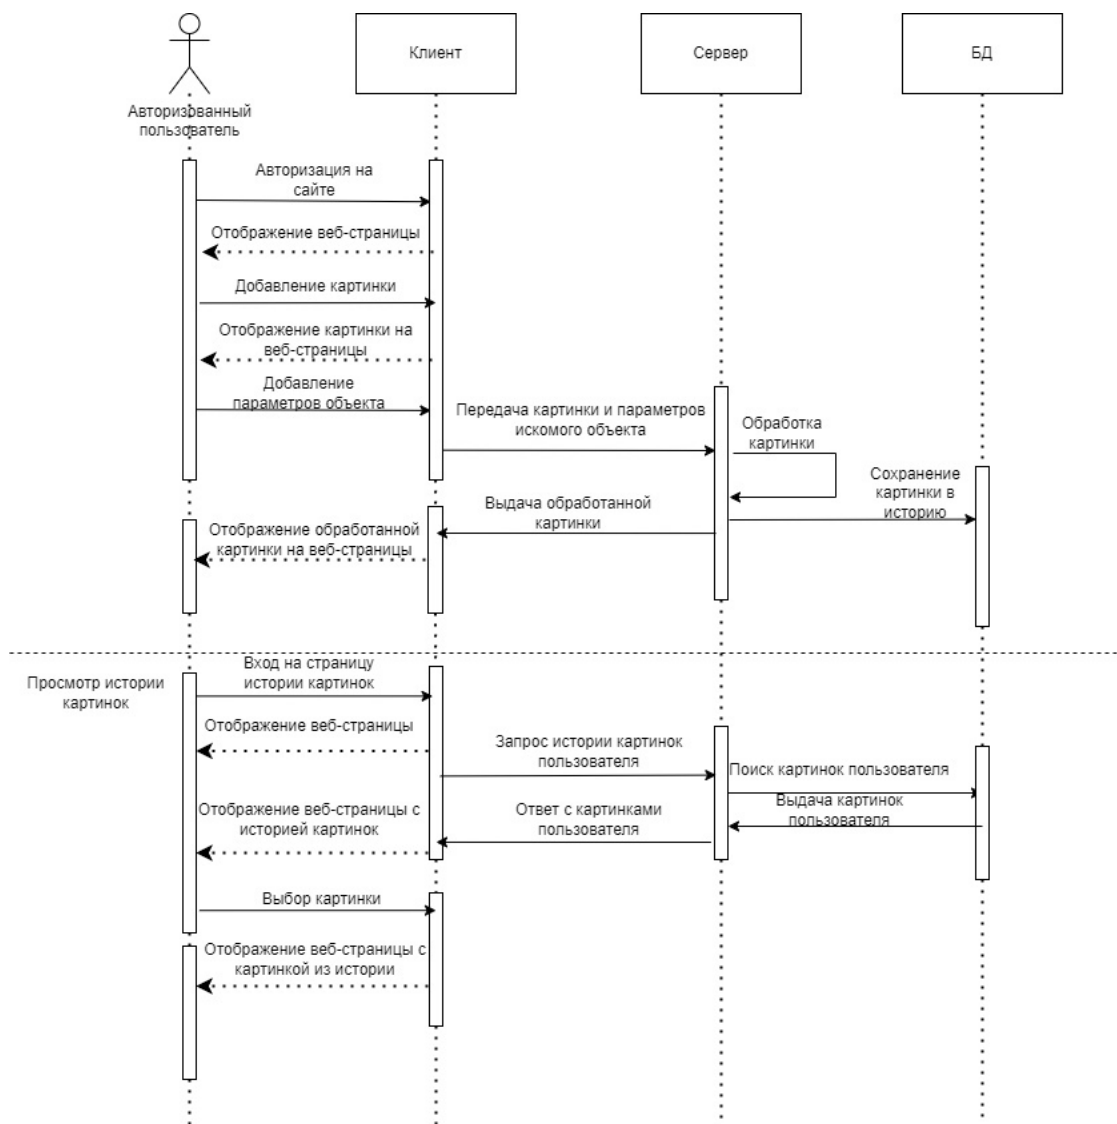 Клиент
Сервер
БД
Авторизованный
пользователь
Авторизация на
сайте
Отображение веб-страницы
Добавление картинки
Отображение картинки на
веб-страницы
Добавление
параметров объекта
Передача картинки и параметров
искомого объекта
Обработка
картинки
Сохранение
картинки в
историю
Выдача обработанной
картинки
Отображение обработанной
картинки на веб-страницы
Просмотр истории
картинок
Вход на страницу
истории картинок
Отображение веб-страницы
Запрос истории картинок
пользователя
Поиск картинок пользователя
Выдача картинок
пользователя
Ответ с картинками
пользователя
Отображение веб-страницы с
историей картинок
Выбор картинки
Отображение веб-страницы с
картинкой из истории